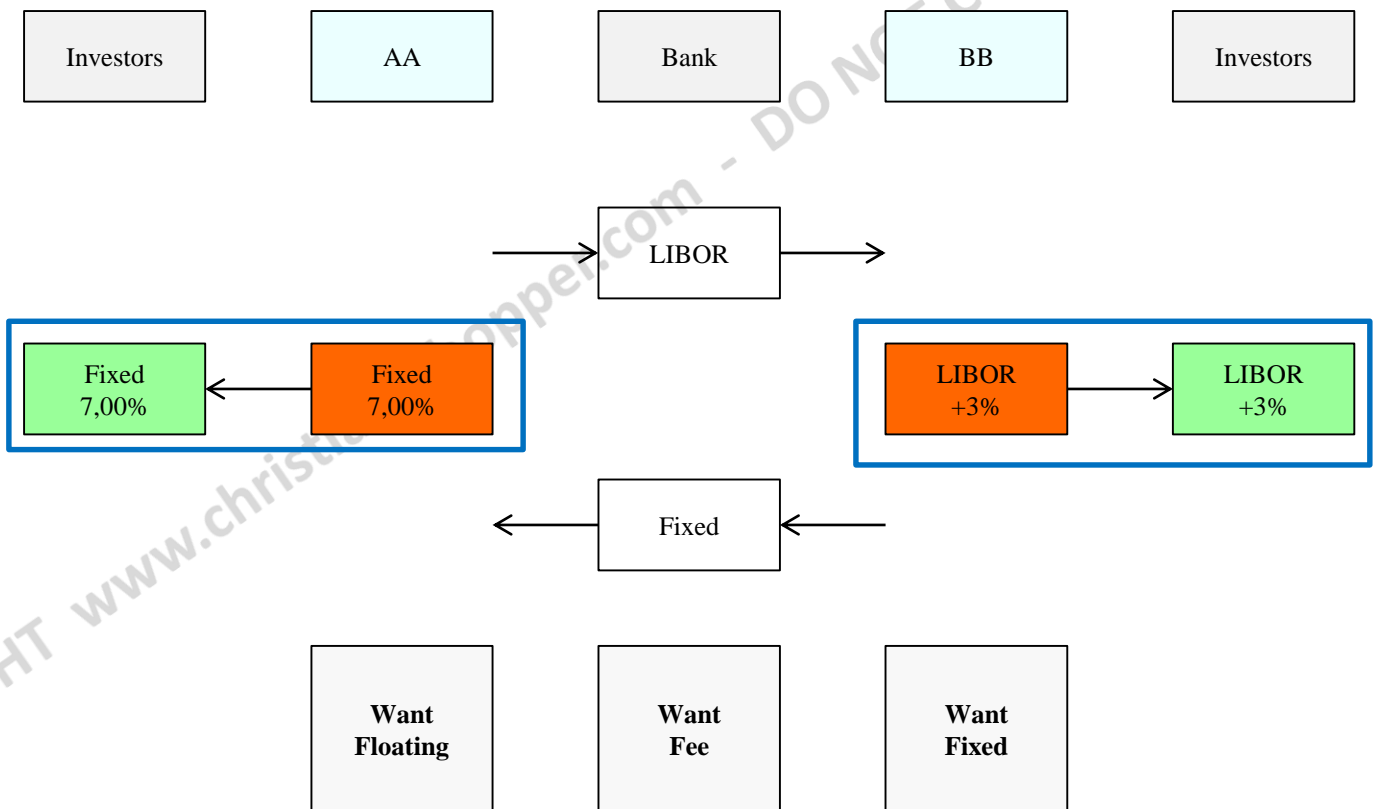 Investors
AA
Bank
BB
Investors
LIBOR
Fixed
7,00%
Fixed
7,00%
LIBOR
+3%
LIBOR
+3%
Fixed
Want
Floating
Want
Fee
Want
Fixed